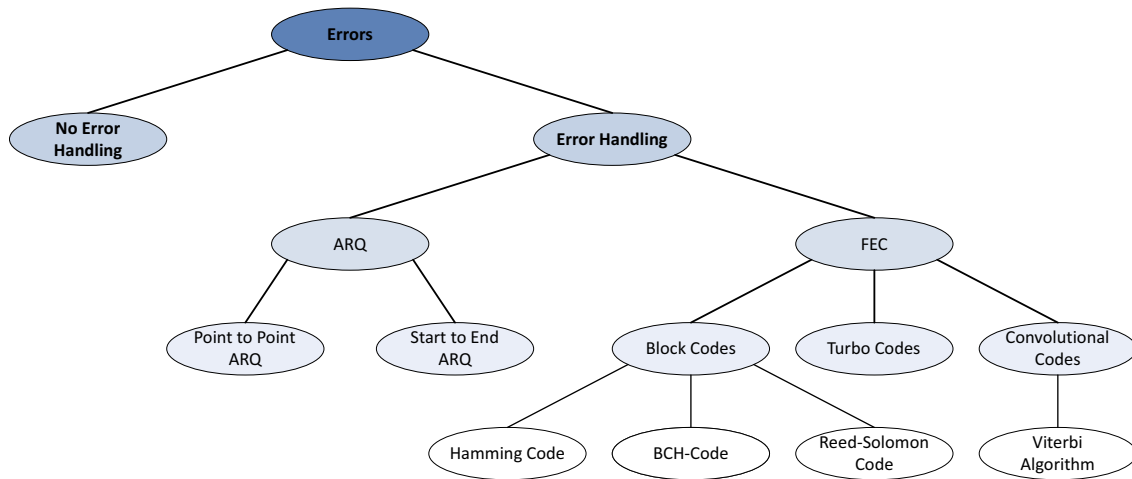 Errors
No Error
Handling
Error Handling
ARQ
FEC
Point to Point
ARQ
Start to End
ARQ
Block Codes
Turbo Codes
Convolutional
Codes
Hamming Code
BCH-Code
Reed-Solomon
Code
Viterbi
Algorithm